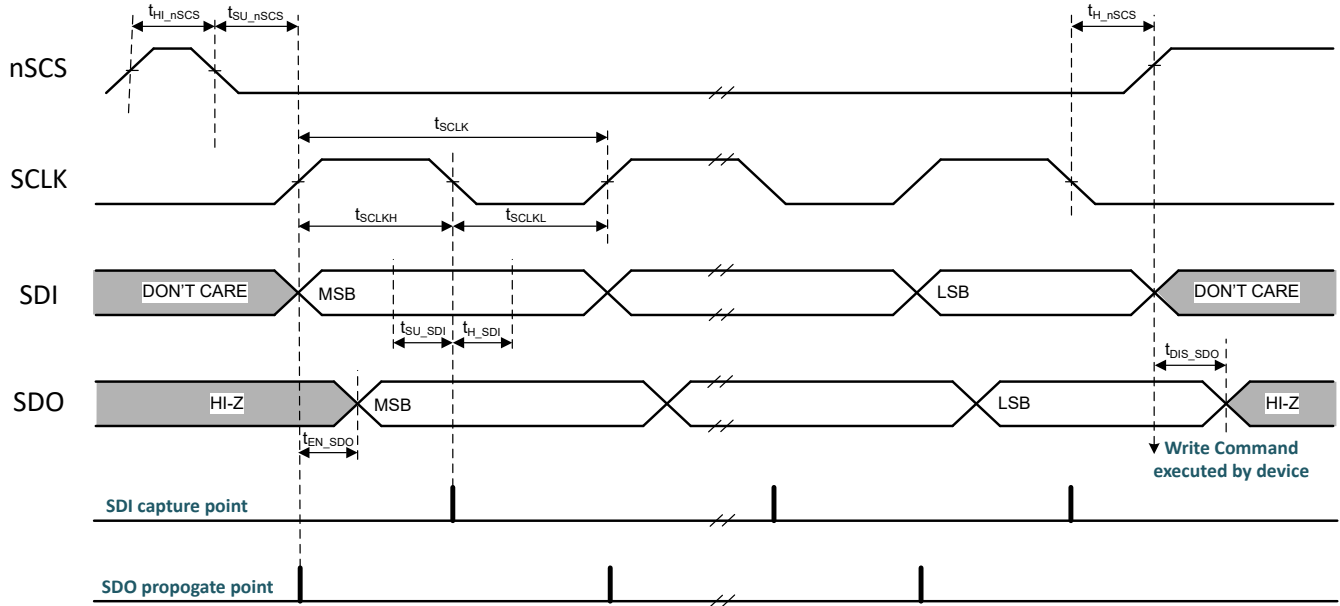 tHI_nSCS
tSU_nSCS
tH_nSCS
nSCS
tSCLK
SCLK
tSCLKH
tSCLKL
SDI
DON'T CARE
MSB
LSB
DON'T CARE
tSU_SDI
tH_SDI
tDIS_SDO
SDO
HI-Z
MSB
LSB
HI-Z
tEN_SDO
Write Command
executed by device
SDI capture point
SDO propogate point